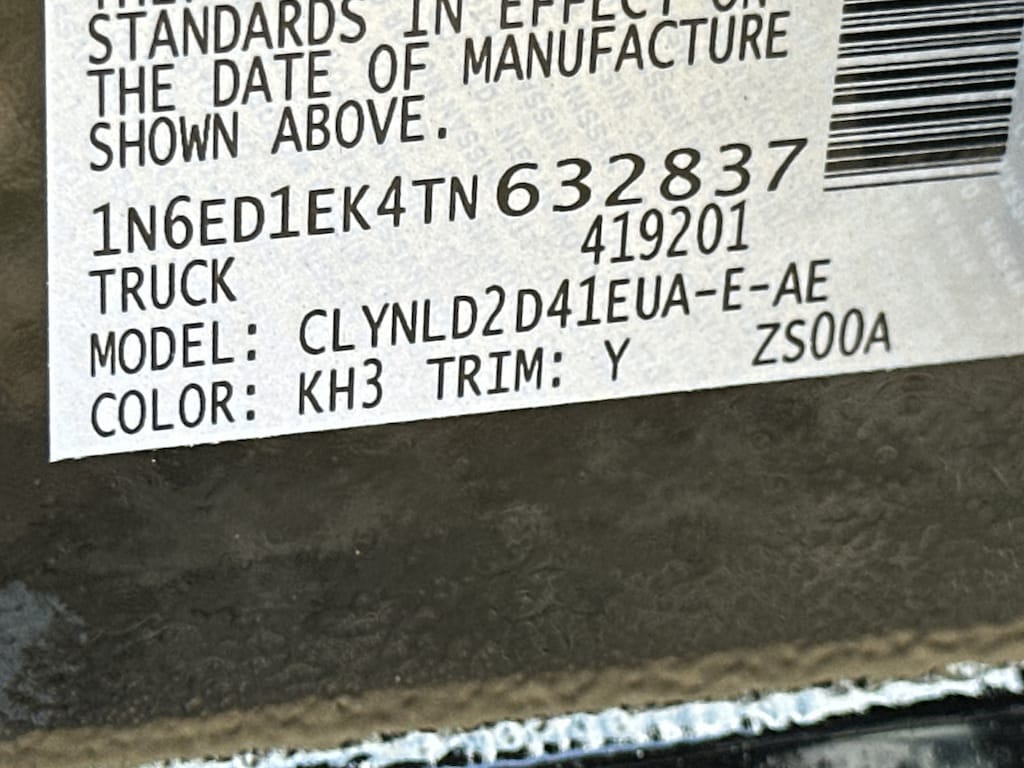 STANDARDS IN EFFECT ON
THE DATE OF MANUFACTURE
SHOWN ABOVE.
1N6ED1EK4TN632837
TRUCK 419201
MODEL: CLYNLD2D41EUA-E-AE
COLOR: KH3 TRIM: Y ZS00A